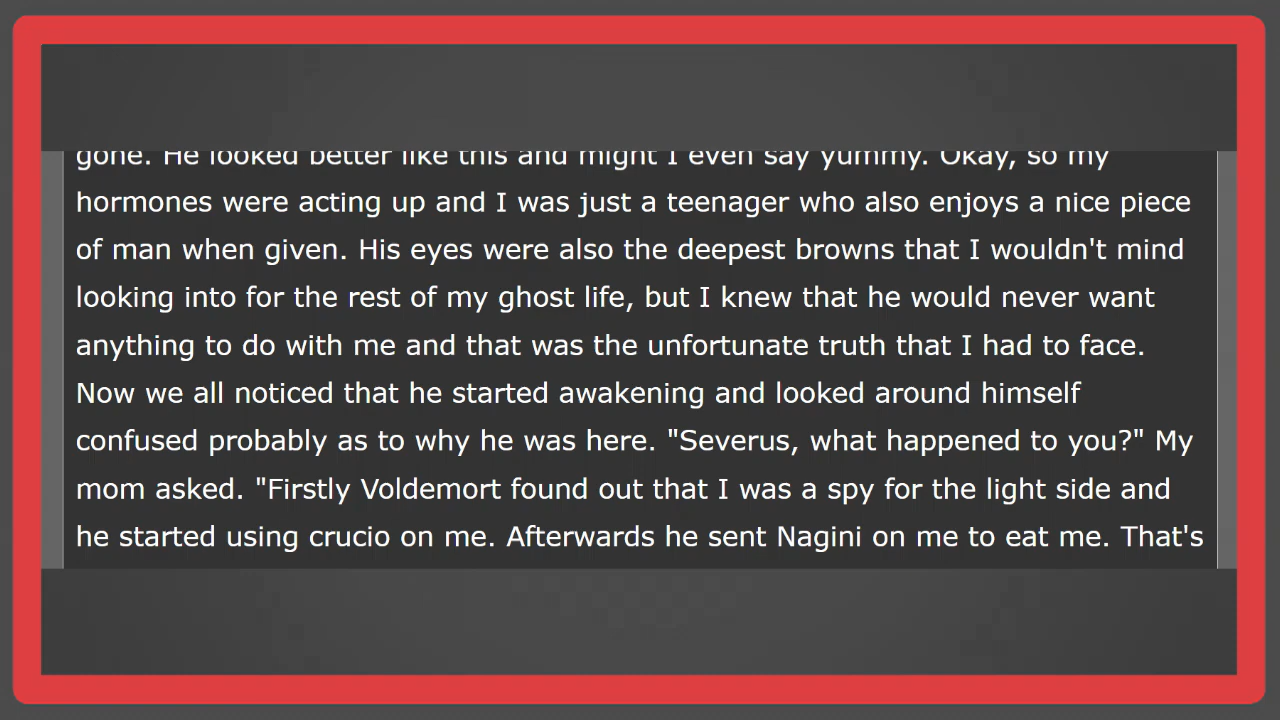 gone. He looked better like this and might I even say yummy. Okay, so my
hormones were acting up and I was just a teenager who also enjoys a nice piece
of man when given. His eyes were also the deepest browns that I wouldn't mind
looking into for the rest of my ghost life, but I knew that he would never want
anything to do with me and that was the unfortunate truth that I had to face.
Now we all noticed that he started awakening and looked around himself
confused probably as to why he was here. "Severus, what happened to you?" My
mom asked. "Firstly Voldemort found out that I was a spy for the light side and
he started using crucio on me. Afterwards he sent Nagini on me to eat me. That's